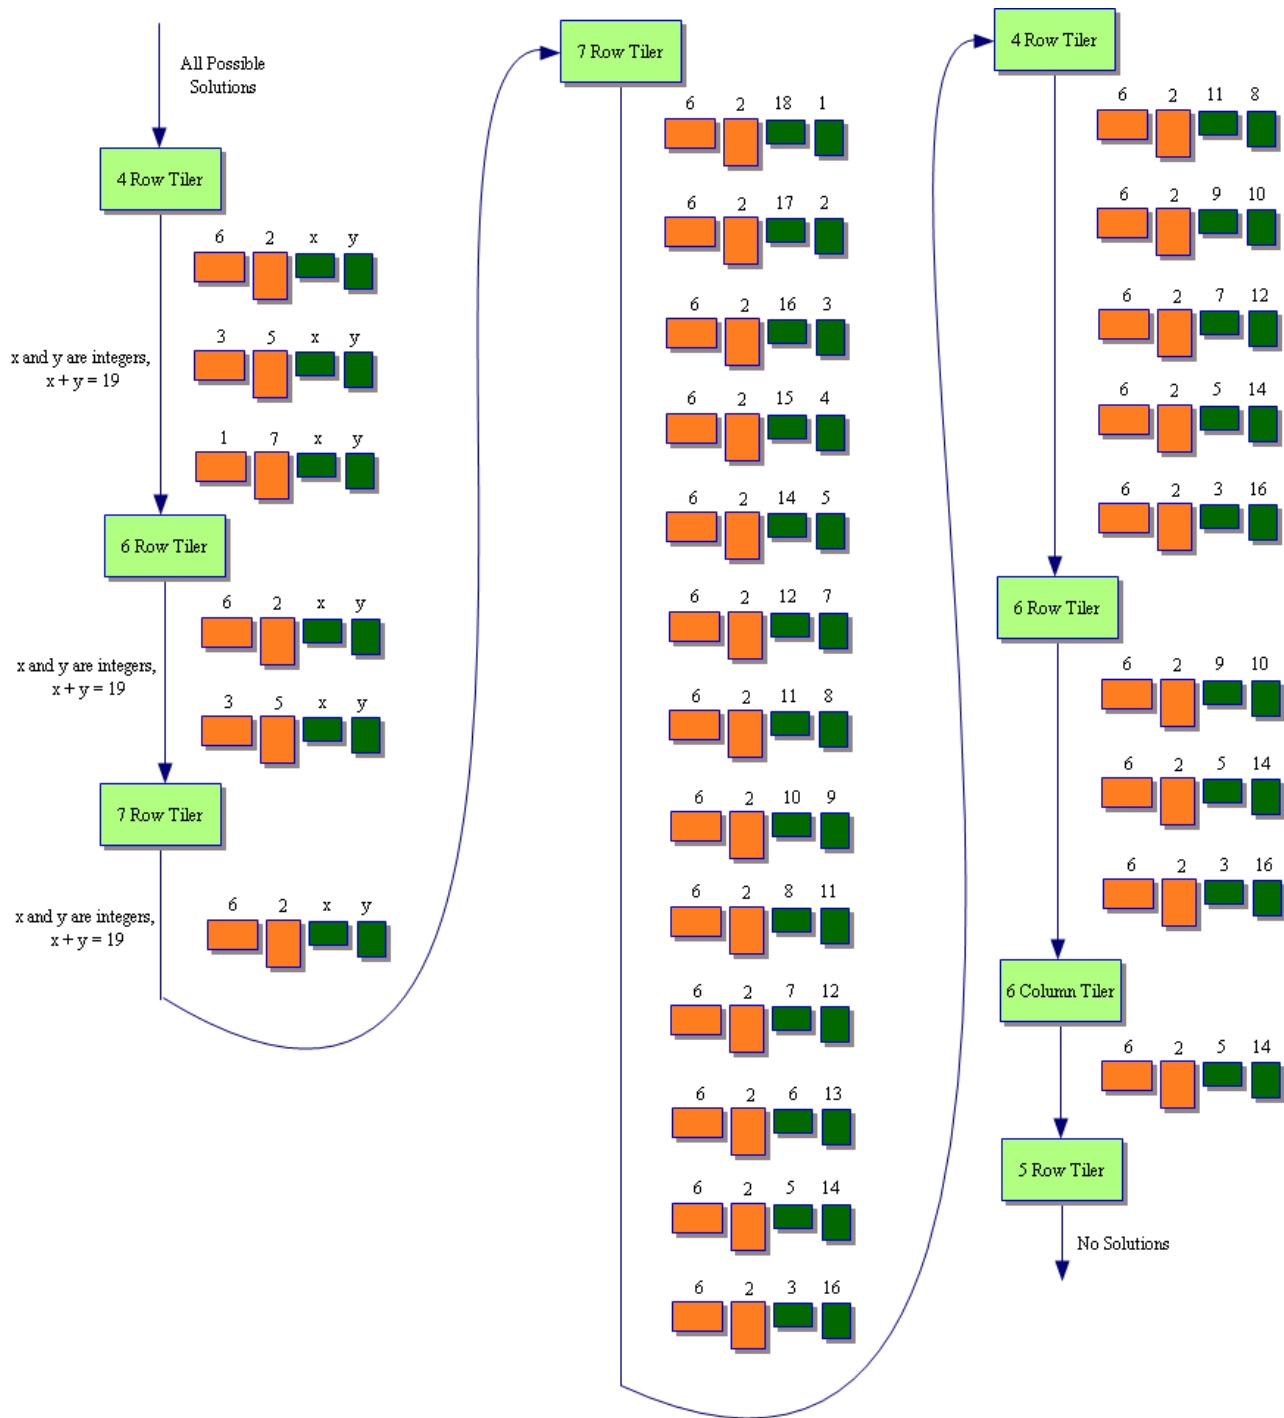 All Possible
Solutions
4 Row Tiler
6 2 x y
3 5 x y
x and y are integers,
x + y = 19
1 7 x y
6 Row Tiler
6 2 x y
x and y are integers,
x + y = 19
3 5 x y
7 Row Tiler
x and y are integers,
x + y = 19
6 2 x y
7 Row Tiler
6 2 18 1
6 2 17 2
6 2 16 3
6 2 15 4
6 2 14 5
6 2 12 7
6 2 11 8
6 2 10 9
6 2 8 11
6 2 7 12
6 2 6 13
6 2 5 14
6 2 3 16
4 Row Tiler
6 2 11 8
6 2 9 10
6 2 7 12
6 2 5 14
6 2 3 16
6 Row Tiler
6 2 9 10
6 2 5 14
6 2 3 16
6 Column Tiler
6 2 5 14
5 Row Tiler
No Solutions